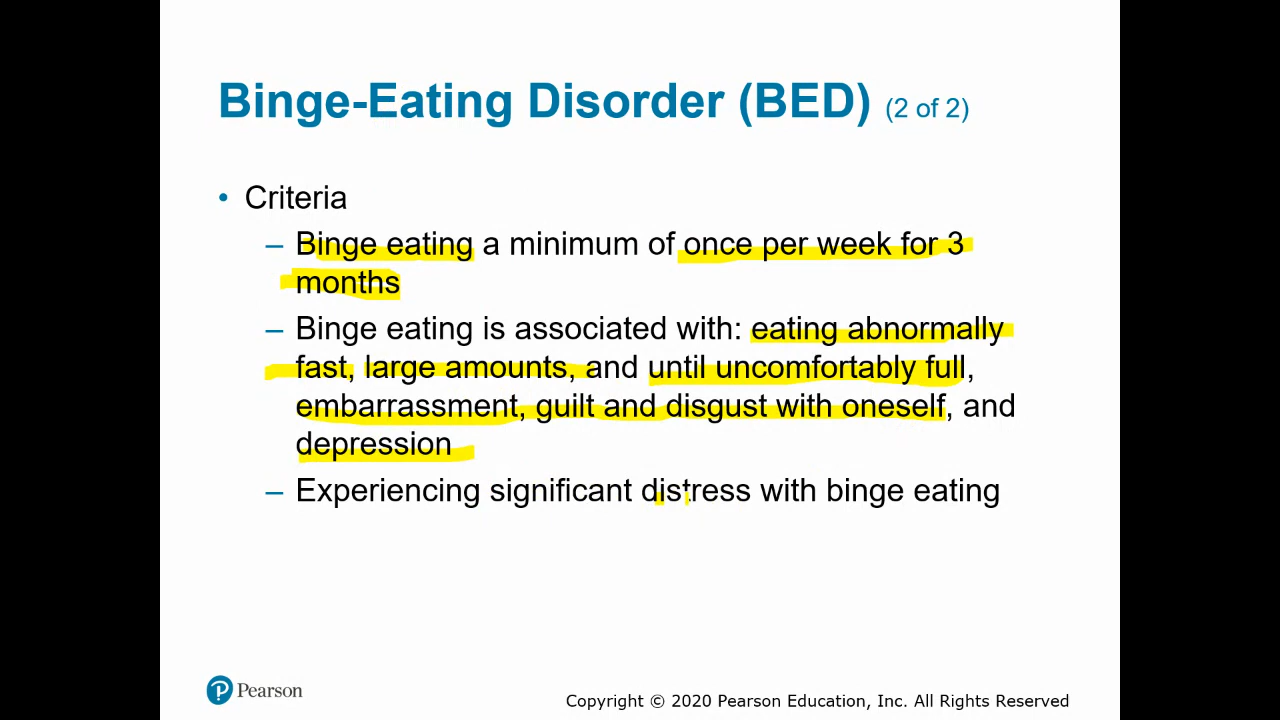 Binge-Eating Disorder (BED) (2 of 2)
• Criteria
– Binge eating a minimum of once per week for 3
months
– Binge eating is associated with: eating abnormally
fast, large amounts, and until uncomfortably full,
embarrassment, guilt and disgust with oneself, and
depression
– Experiencing significant distress with binge eating
P Pearson
Copyright © 2020 Pearson Education, Inc. All Rights Reserved